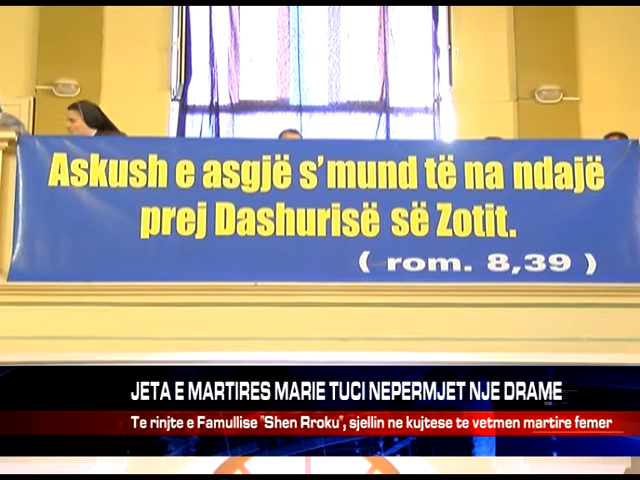 Askush e asgjë s'mund të na ndajë
prej Dashurisë së Zotit.
( rom. 8,39 )
JETA E MARTIRES MARIE TUCI NEPERMJET NJE DRAME
Te rinjte e Famullise "Shen Rroku", sjellin ne kujtese te vetmen martire femer